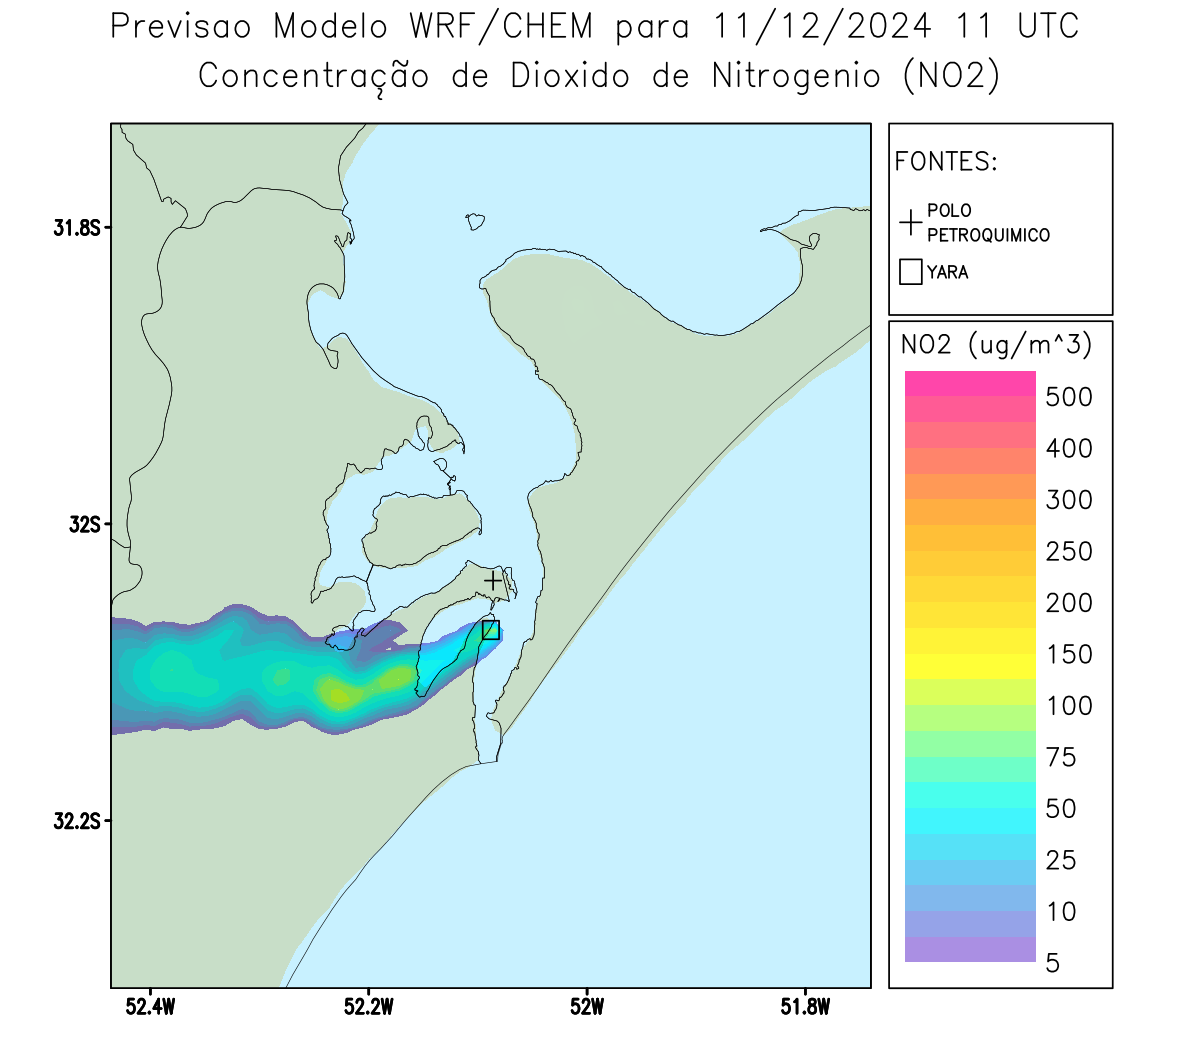 Previsao Modelo WRF/CHEM para 11/12/2024 11 UTC
Concentração de Dioxido de Nitrogenio (NO2)
31.8S
32S
32.2S
52.4W
52.2W
52W
51.8W
FONTES:
POLO
PETROQUIMICO
YARA
NO2 (ug/m^3)
500
400
300
250
200
150
100
75
50
25
10
5